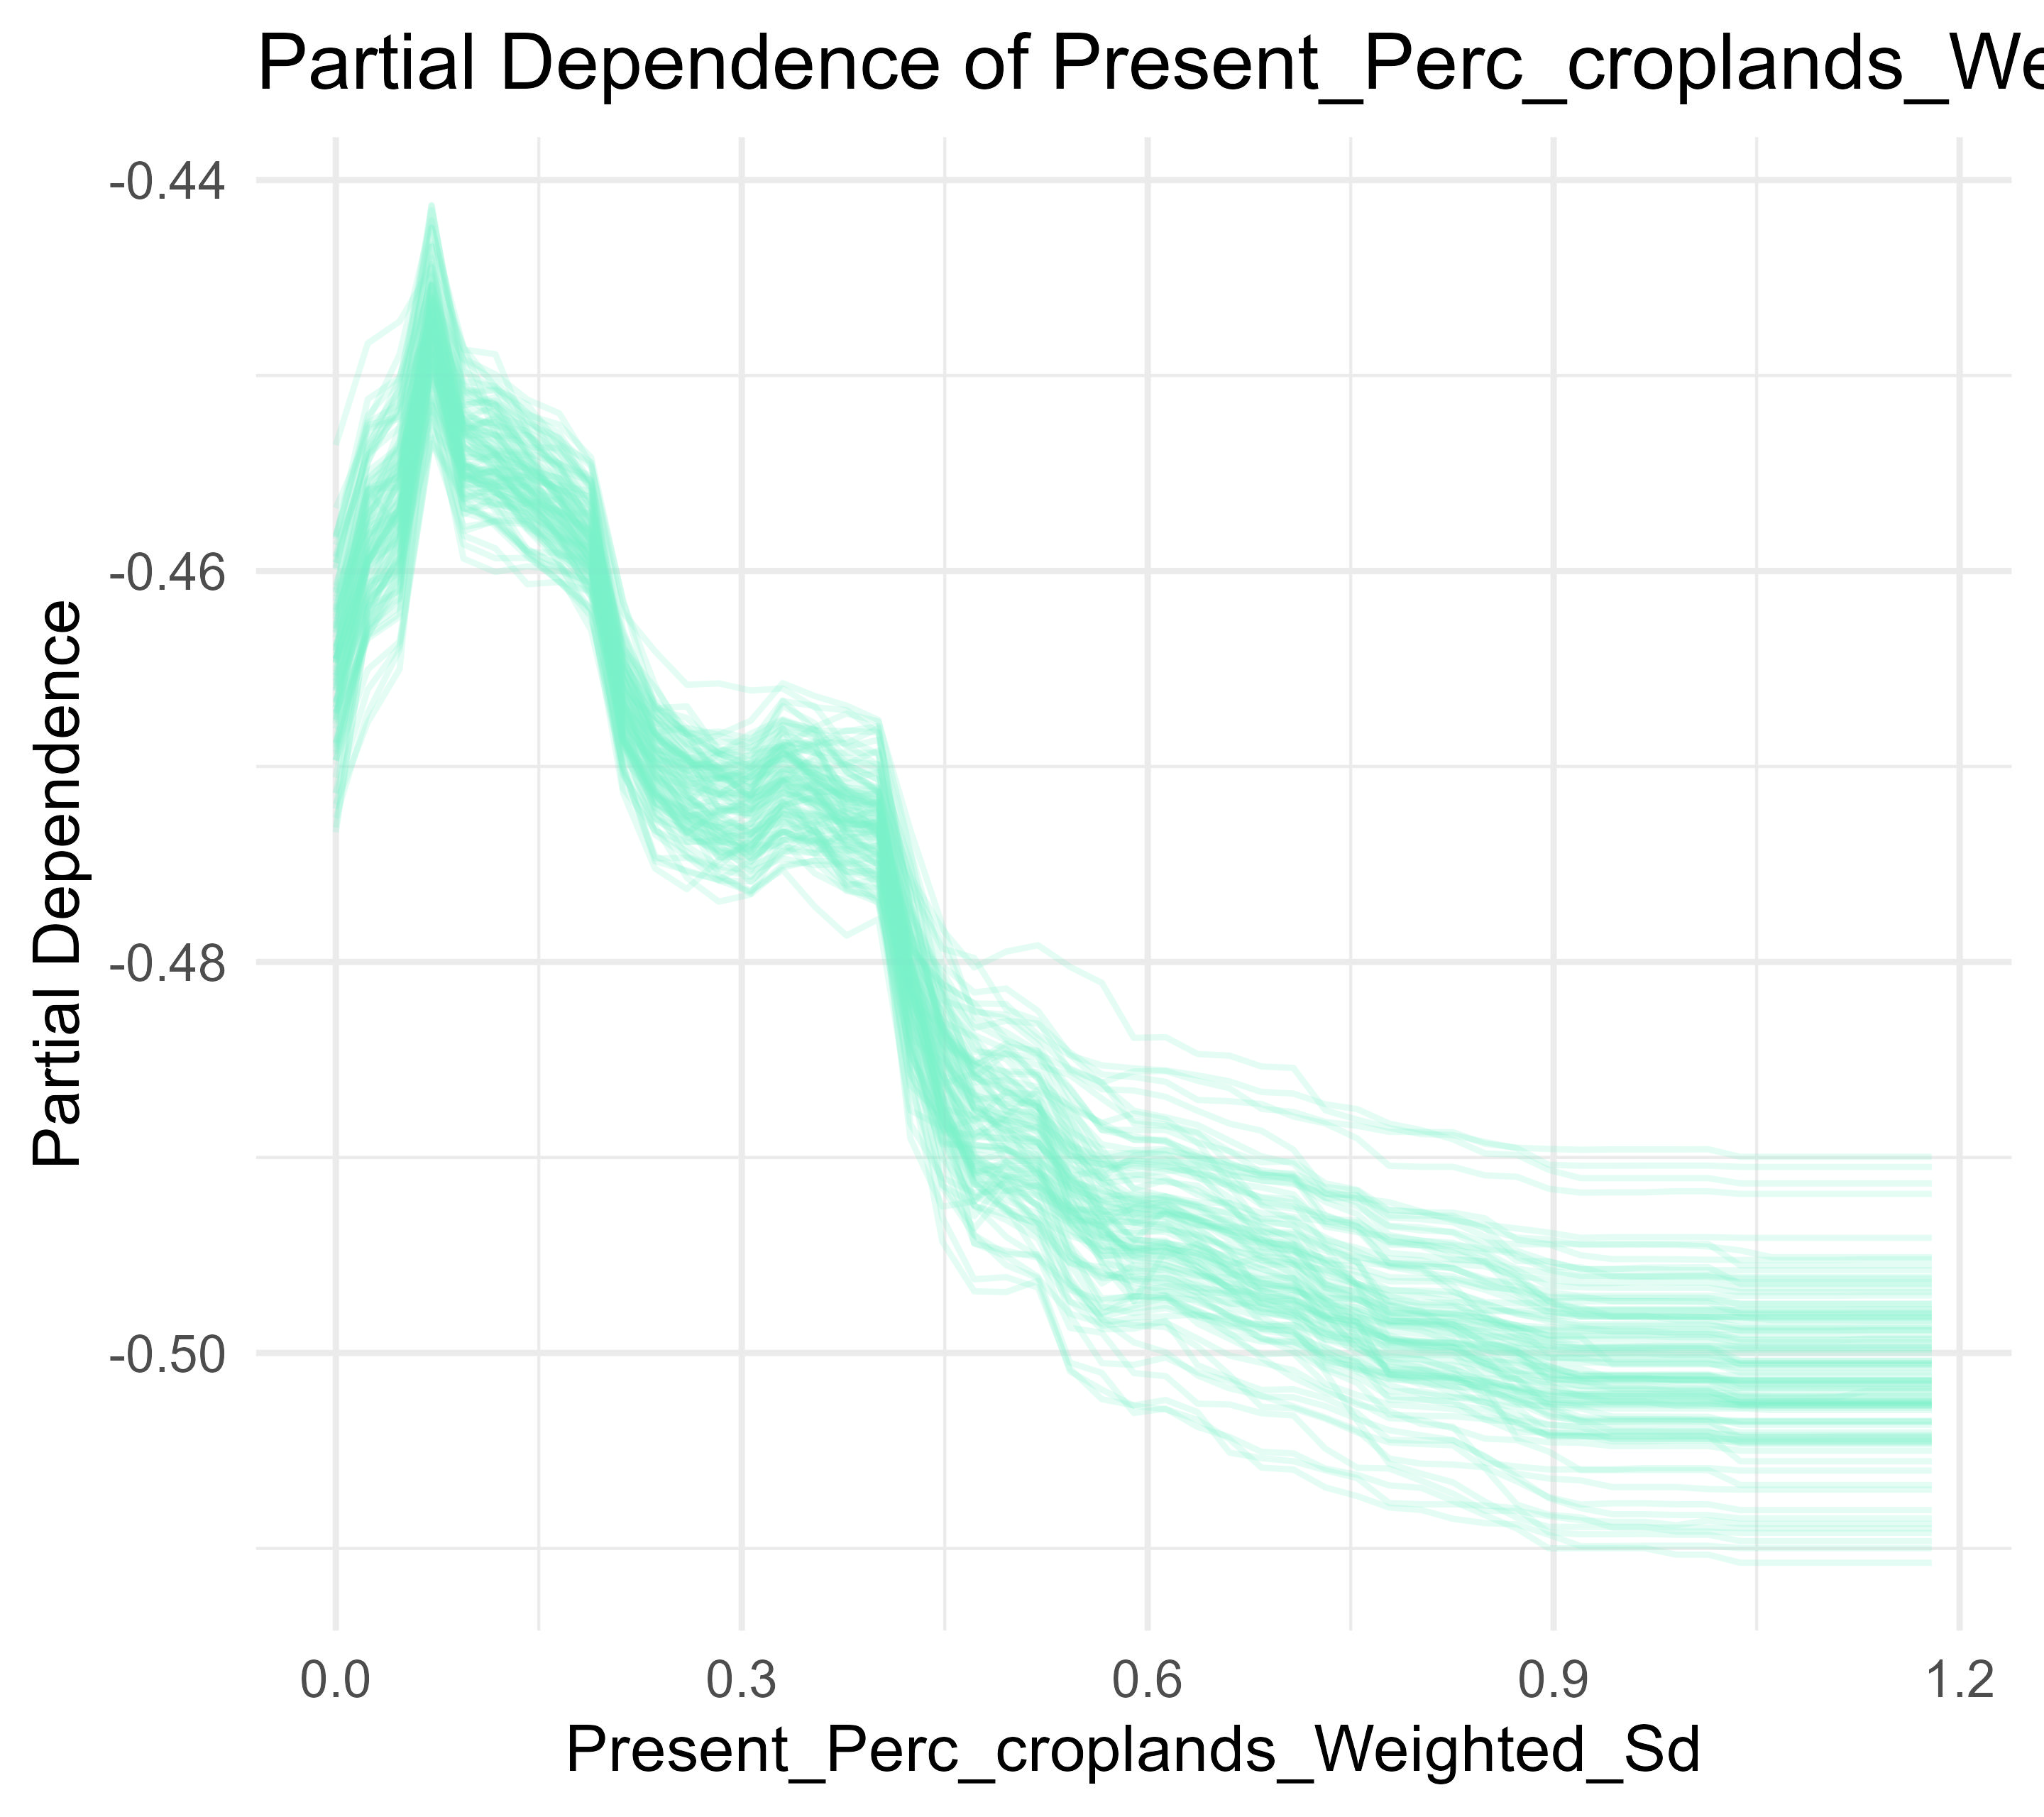 Partial Dependence of Present_Perc_croplands_We
-0.44
-0.46
-0.48
-0.50
Partial Dependence
0.0 0.3 0.6 0.9 1.2
Present_Perc_croplands_Weighted_Sd